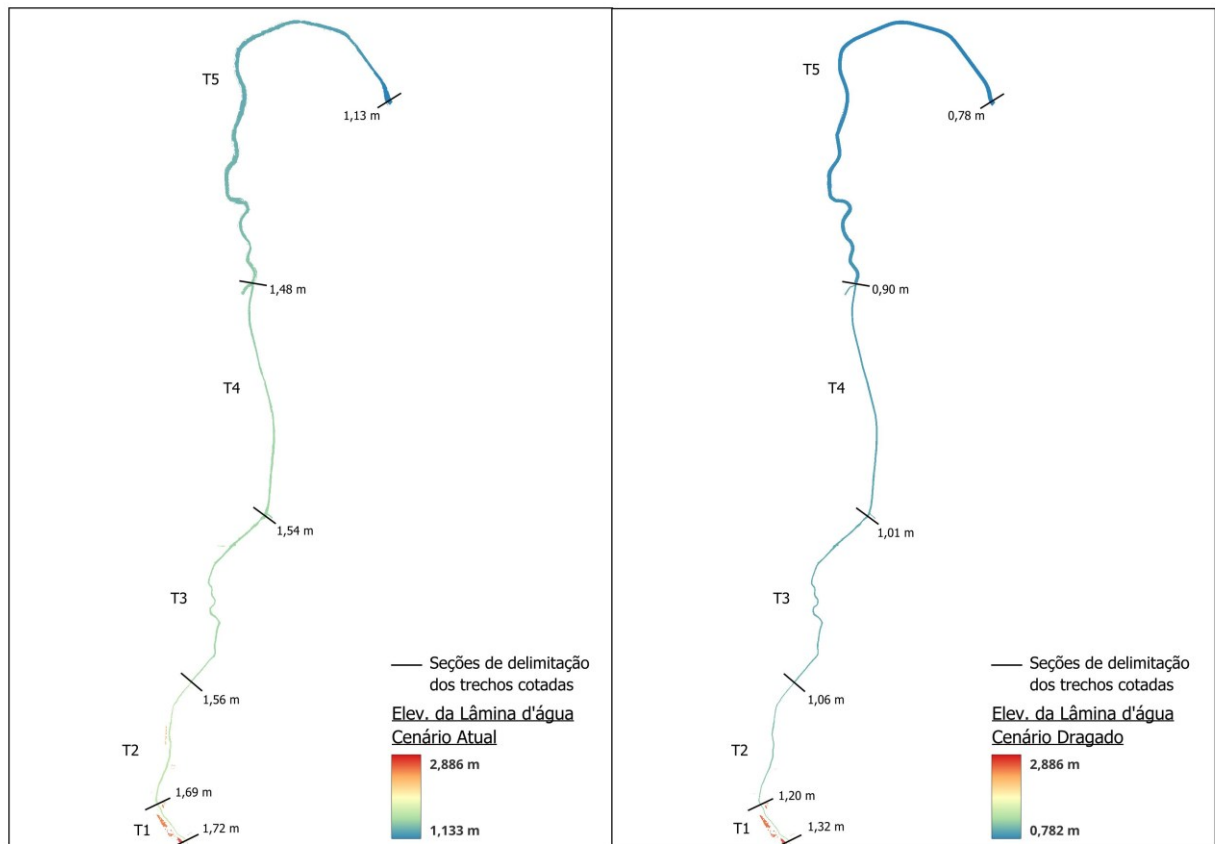 T5
1,13 m
1,48 m
T4
1,54 m
T3
1,56 m
T2
1,69 m
T1
1,72 m
Seções de delimitação
dos trechos cotadas
Elev. da Lâmina d'água
Cenário Atual
2,886 m
1,133 m
T5
0,78 m
0,90 m
T4
1,01 m
T3
1,06 m
T2
1,20 m
T1
1,32 m
Seções de delimitação
dos trechos cotadas
Elev. da Lâmina d'água
Cenário Dragado
2,886 m
0,782 m